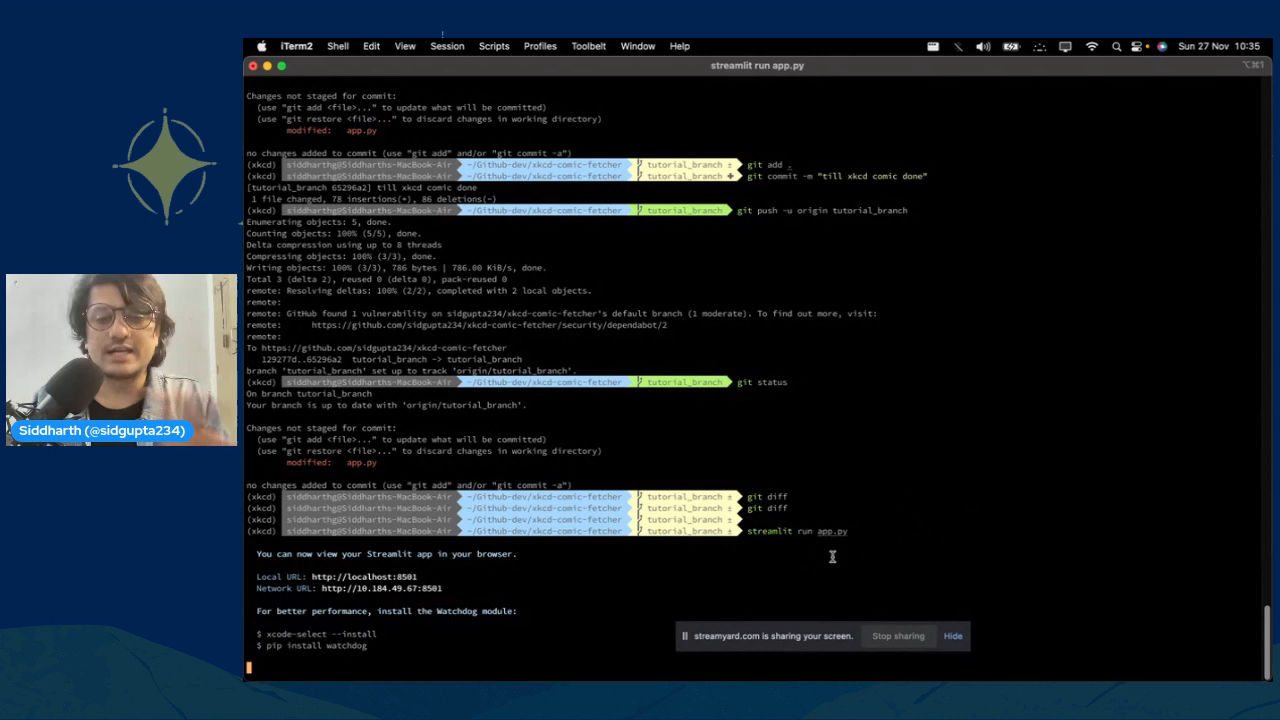 iTerm2 Shell Edit View Session Scripts Profiles Toolbelt Window Help Sun 27 Nov 10:35
streamlit run app.py ⌥⌘1
Changes not staged for commit:
(use "git add <file>..." to update what will be committed)
(use "git restore <file>..." to discard changes in working directory)
modified: app.py
no changes added to commit (use "git add" and/or "git commit -a")
(xkcd) siddharthg@Siddharths-MacBook-Air ~/Github-dev/xkcd-fetcher tutorial_branch ± git add .
(xkcd) siddharthg@Siddharths-MacBook-Air ~/Github-dev/xkcd-fetcher tutorial_branch ✚ git commit -m "till xkcd comic done"
[tutorial_branch 65296a2] till xkcd comic done
1 file changed, 78 insertions(+), 86 deletions(-)
(xkcd) siddharthg@Siddharths-MacBook-Air ~/Github-dev/xkcd-fetcher tutorial_branch git push -u origin tutorial_branch
Enumerating objects: 5, done.
Counting objects: 100% (5/5), done.
Delta compression using up to 8 threads
Compressing objects: 100% (3/3), done.
Writing objects: 100% (3/3), 786 bytes | 786.00 KiB/s, done.
Total 3 (delta 2), reused 0 (delta 0), pack-reused 0
remote: Resolving deltas: 100% (2/2), completed with 2 local objects.
remote:
remote: GitHub found 1 vulnerability on sidgupta234/xkcd-comic-fetcher's default branch (1 moderate). To find out more, visit:
remote: https://github.com/sidgupta234/xkcd-comic-fetcher/security/dependabot/2
remote:
To https://github.com/sidgupta234/xkcd-comic-fetcher
129277d..65296a2 tutorial_branch -> tutorial_branch
branch 'tutorial_branch' set up to track 'origin/tutorial_branch'.
(xkcd) siddharthg@Siddharths-MacBook-Air ~/Github-dev/xkcd-fetcher tutorial_branch git status
On branch tutorial_branch
Your branch is up to date with 'origin/tutorial_branch'.
Changes not staged for commit:
(use "git add <file>..." to update what will be committed)
(use "git restore <file>..." to discard changes in working directory)
modified: app.py
no changes added to commit (use "git add" and/or "git commit -a")
(xkcd) siddharthg@Siddharths-MacBook-Air ~/Github-dev/xkcd-fetcher tutorial_branch ± git diff
(xkcd) siddharthg@Siddharths-MacBook-Air ~/Github-dev/xkcd-fetcher tutorial_branch ± git diff
(xkcd) siddharthg@Siddharths-MacBook-Air ~/Github-dev/xkcd-fetcher tutorial_branch ±
(xkcd) siddharthg@Siddharths-MacBook-Air ~/Github-dev/xkcd-fetcher tutorial_branch ± streamlit run app.py
You can now view your Streamlit app in your browser.
Local URL: http://localhost:8501
Network URL: http://10.184.49.67:8501
For better performance, install the Watchdog module:
$ xcode-select --install
$ pip install watchdog
streamyard.com is sharing your screen. Stop sharing Hide
Siddharth (@sidgupta234)